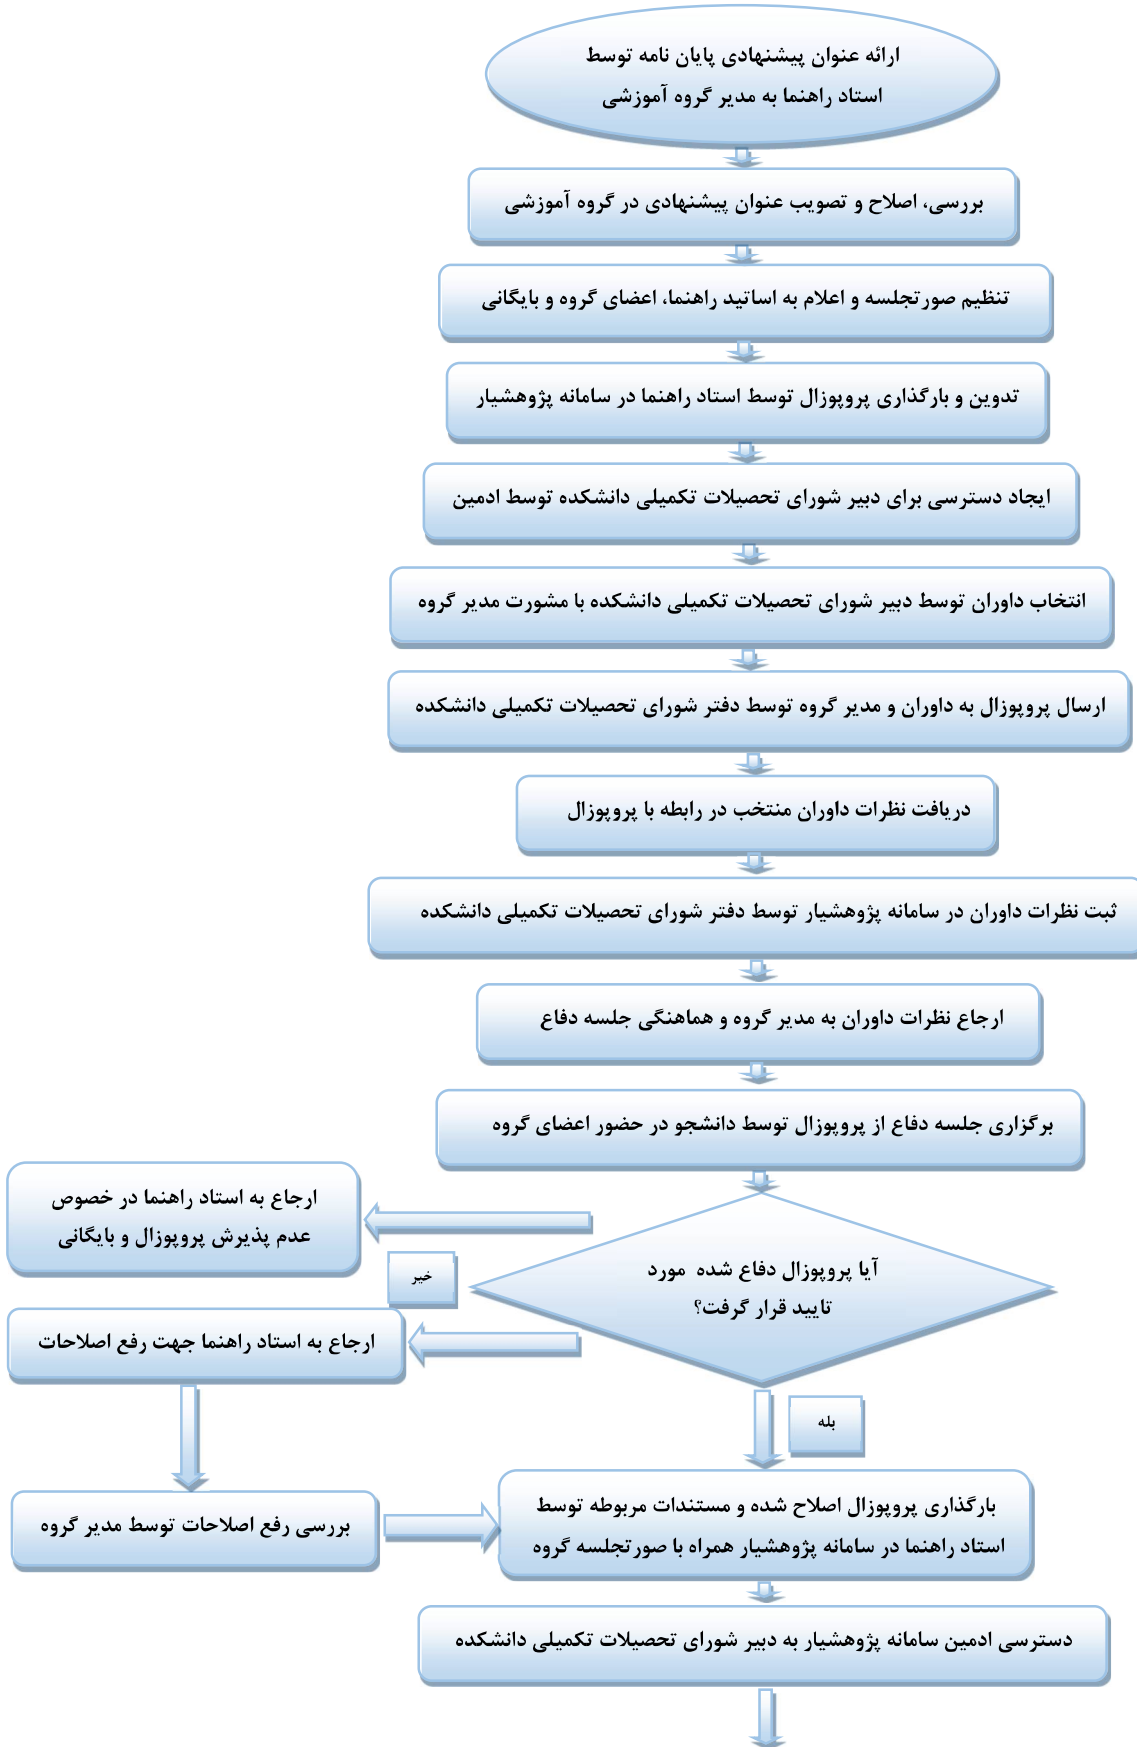 ارائه عنوان پیشنهادی پایان نامه توسط
استاد راهنما به مدیر گروه آموزشی
بررسی، اصلاح و تصویب عنوان پیشنهادی در گروه آموزشی
تنظیم صورتجلسه و اعلام به اساتید راهنما، اعضای گروه و بایگانی
تدوین و بارگذاری پروپوزال توسط استاد راهنما در سامانه پژوهشیار
ایجاد دسترسی برای دبیر شورای تحصیلات تکمیلی دانشکده توسط ادمین
انتخاب داوران توسط دبیر شورای تحصیلات تکمیلی دانشکده با مشورت مدیر گروه
ارسال پروپوزال به داوران و مدیر گروه توسط دفتر شورای تحصیلات تکمیلی دانشکده
دریافت نظرات داوران منتخب در رابطه با پروپوزال
ثبت نظرات داوران در سامانه پژوهشیار توسط دفتر شورای تحصیلات تکمیلی دانشکده
ارجاع نظرات داوران به مدیر گروه و هماهنگی جلسه دفاع
برگزاری جلسه دفاع از پروپوزال توسط دانشجو در حضور اعضای گروه
آیا پروپوزال دفاع شده مورد
تایید قرار گرفت؟
ارجاع به استاد راهنما در خصوص
عدم پذیرش پروپوزال و بایگانی
خیر
ارجاع به استاد راهنما جهت رفع اصلاحات
بله
بررسی رفع اصلاحات توسط مدیر گروه
بارگذاری پروپوزال اصلاح شده و مستندات مربوطه توسط
استاد راهنما در سامانه پژوهشیار همراه با صورتجلسه گروه
دسترسی ادمین سامانه پژوهشیار به دبیر شورای تحصیلات تکمیلی دانشکده